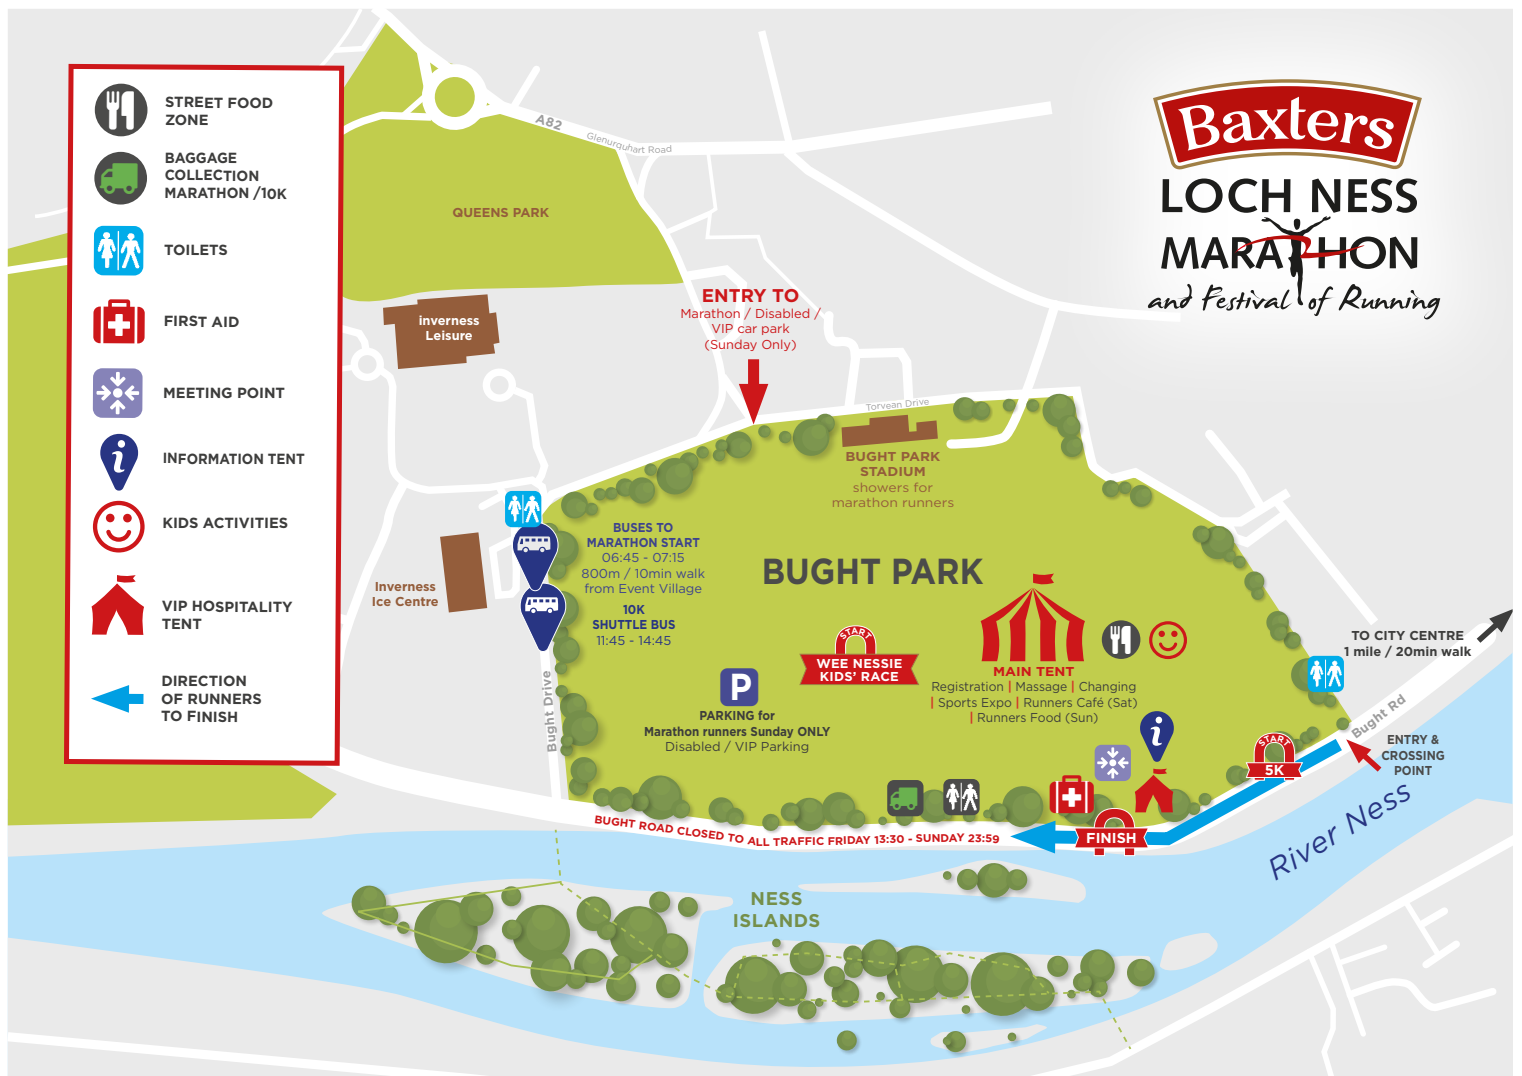 STREET FOOD
ZONE
BAGGAGE
COLLECTION
MARATHON /10K
TOILETS
FIRST AID
MEETING POINT
INFORMATION TENT
KIDS ACTIVITIES
VIP HOSPITALITY
TENT
DIRECTION
OF RUNNERS
TO FINISH
Baxters
LOCH NESS
MARATHON
and Festival of Running
A82
Glenurquhart Road
QUEENS PARK
inverness
Leisure
ENTRY TO
Marathon / Disabled /
VIP car park
(Sunday Only)
Torvean Drive
BUGHT PARK
STADIUM
showers for
marathon runners
BUSES TO
MARATHON START
06:45 - 07:15
800m / 10min walk
from Event Village
10K
SHUTTLE BUS
11:45 - 14:45
Inverness
Ice Centre
BUGHT PARK
START
WEE NESSIE
KIDS' RACE
MAIN TENT
Registration | Massage | Changing
| Sports Expo | Runners Café (Sat)
| Runners Food (Sun)
P
PARKING for
Marathon runners Sunday ONLY
Disabled / VIP Parking
Bught Drive
TO CITY CENTRE
1 mile / 20min walk
Bught Rd
ENTRY &
CROSSING
POINT
START
5K
i
i
FINISH
BUGHT ROAD CLOSED TO ALL TRAFFIC FRIDAY 13:30 - SUNDAY 23:59
River Ness
NESS
ISLANDS